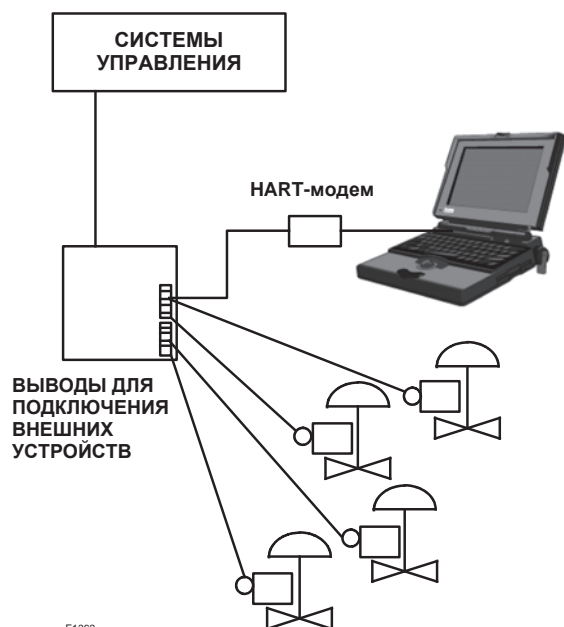 СИСТЕМЫ
УПРАВЛЕНИЯ
HART-модем
ВЫВОДЫ ДЛЯ
ПОДКЛЮЧЕНИЯ
ВНЕШНИХ
УСТРОЙСТВ